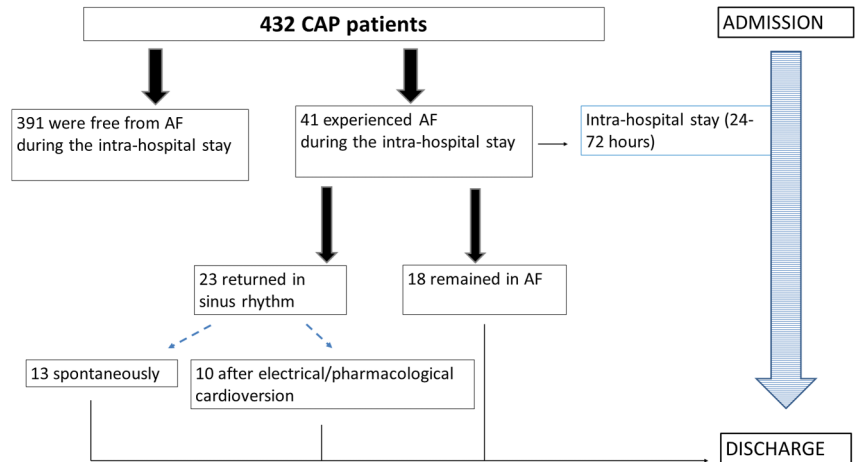 432 CAP patients
ADMISSION
391 were free from AF
during the intra-hospital stay
41 experienced AF
during the intra-hospital stay
Intra-hospital stay (24-
72 hours)
23 returned in
sinus rhythm
18 remained in AF
13 spontaneously
10 after electrical/pharmacological
cardioversion
DISCHARGE